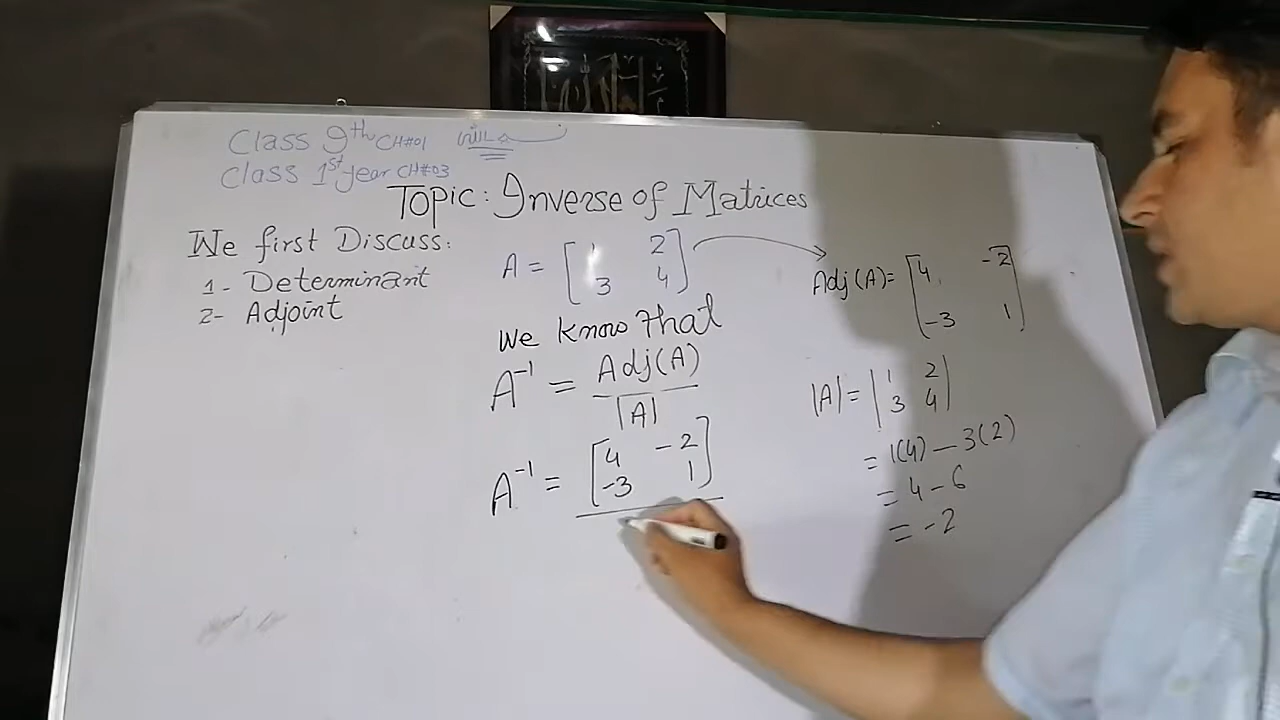 Class 9th CH#01 بسم اللہ
Class 1st year CH#03
Topic: Inverse of Matrices
We first Discuss:
1- Determinant
2- Adjoint
A = [1 2
3 4]
We know that
A⁻¹ = Adj(A)
|A|
A⁻¹ = [4 -2
-3 1]
Adj(A)= [4 -2
-3 1]
|A| = |1 2
3 4|
= 1(4) - 3(2)
= 4 - 6
= -2